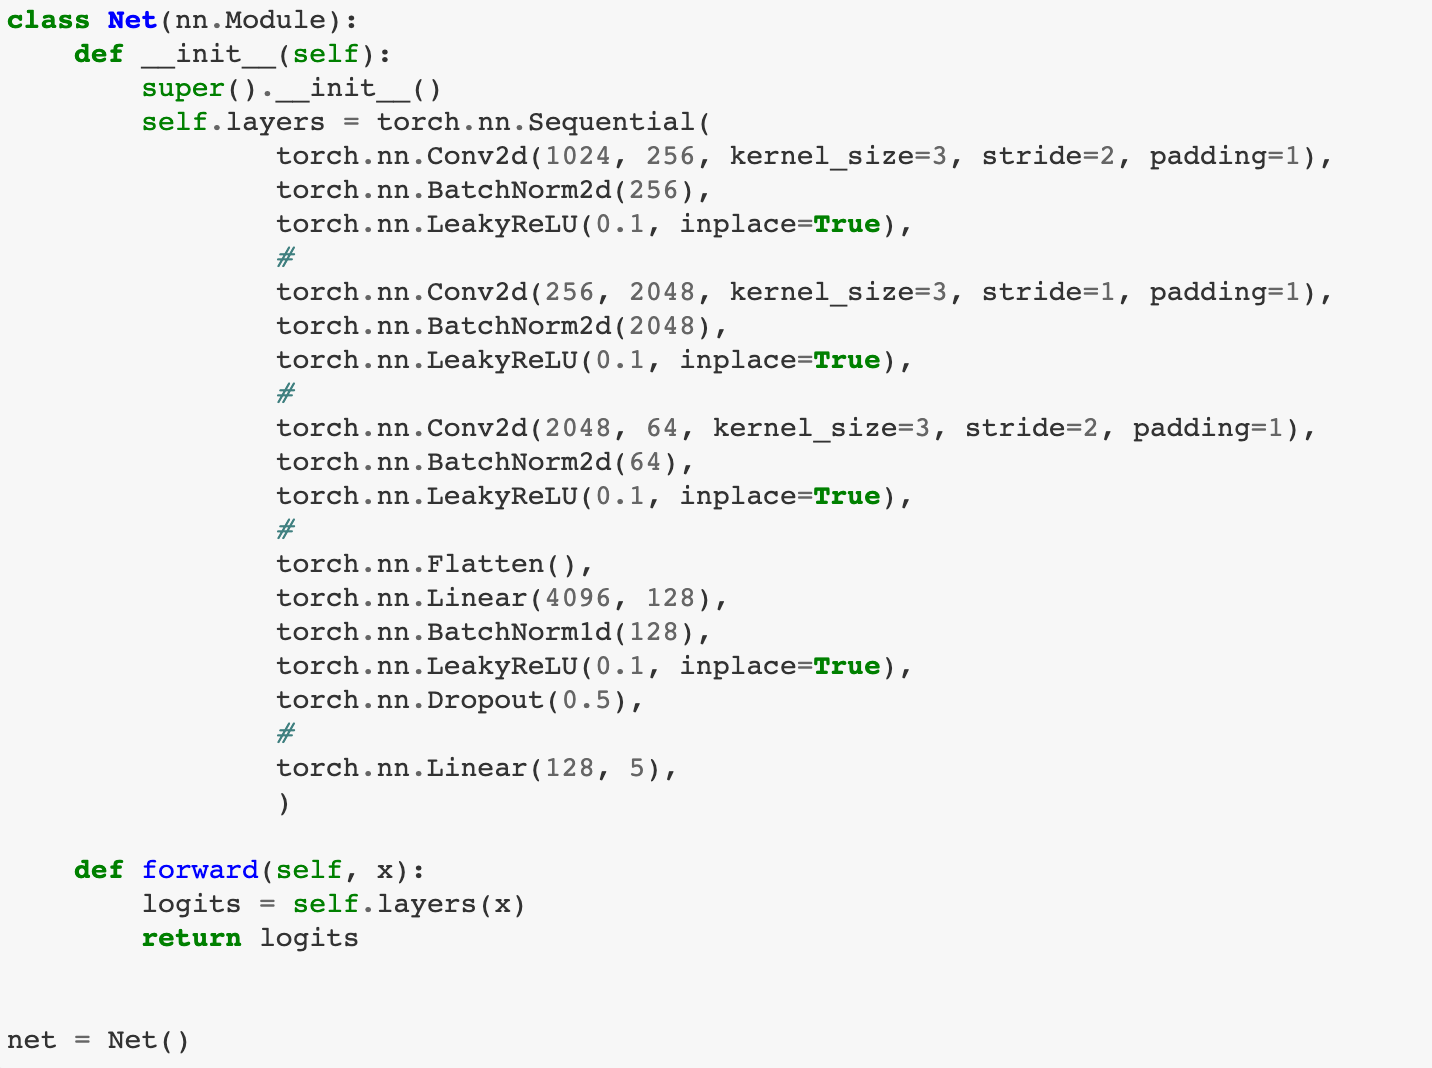 class Net(nn.Module):
    def __init__(self):
        super().__init__()
        self.layers = torch.nn.Sequential(
                torch.nn.Conv2d(1024, 256, kernel_size=3, stride=2, padding=1),
                torch.nn.BatchNorm2d(256),
                torch.nn.LeakyReLU(0.1, inplace=True),
                #
                torch.nn.Conv2d(256, 2048, kernel_size=3, stride=1, padding=1),
                torch.nn.BatchNorm2d(2048),
                torch.nn.LeakyReLU(0.1, inplace=True),
                #
                torch.nn.Conv2d(2048, 64, kernel_size=3, stride=2, padding=1),
                torch.nn.BatchNorm2d(64),
                torch.nn.LeakyReLU(0.1, inplace=True),
                #
                torch.nn.Flatten(),
                torch.nn.Linear(4096, 128),
                torch.nn.BatchNorm1d(128),
                torch.nn.LeakyReLU(0.1, inplace=True),
                torch.nn.Dropout(0.5),
                #
                torch.nn.Linear(128, 5),
                )

    def forward(self, x):
        logits = self.layers(x)
        return logits


net = Net()